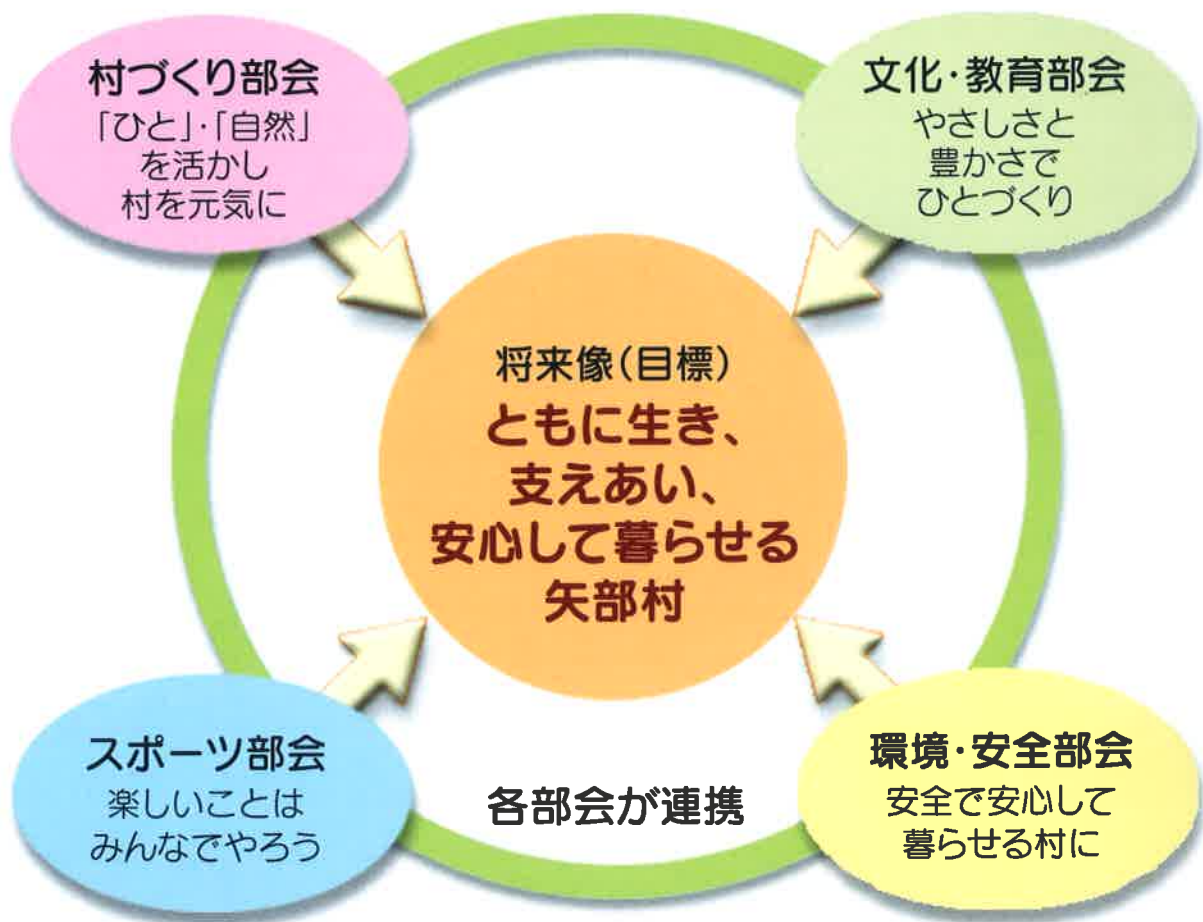 村づくり部会
「ひと」・「自然」
を活かし
村を元気に
文化・教育部会
やさしさと
豊かさで
ひとづくり
将来像(目標)
ともに生き、
支えあい、
安心して暮らせる
矢部村
スポーツ部会
楽しいことは
みんなでやろう
各部会が連携
環境・安全部会
安全で安心して
暮らせる村に